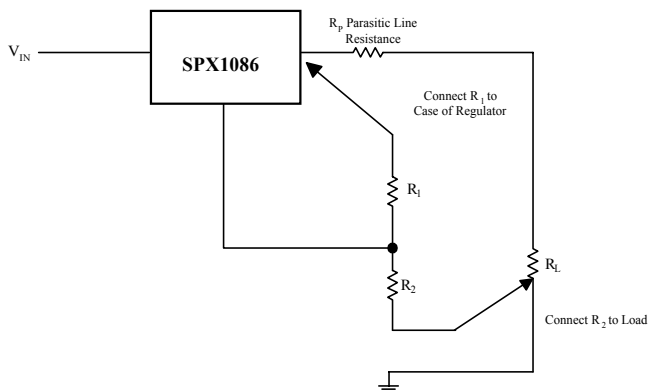 R_P Parasitic Line
Resistance
V_IN
SPX1086
Connect R_1 to
Case of Regulator
R_1
R_2
R_L
Connect R_2 to Load